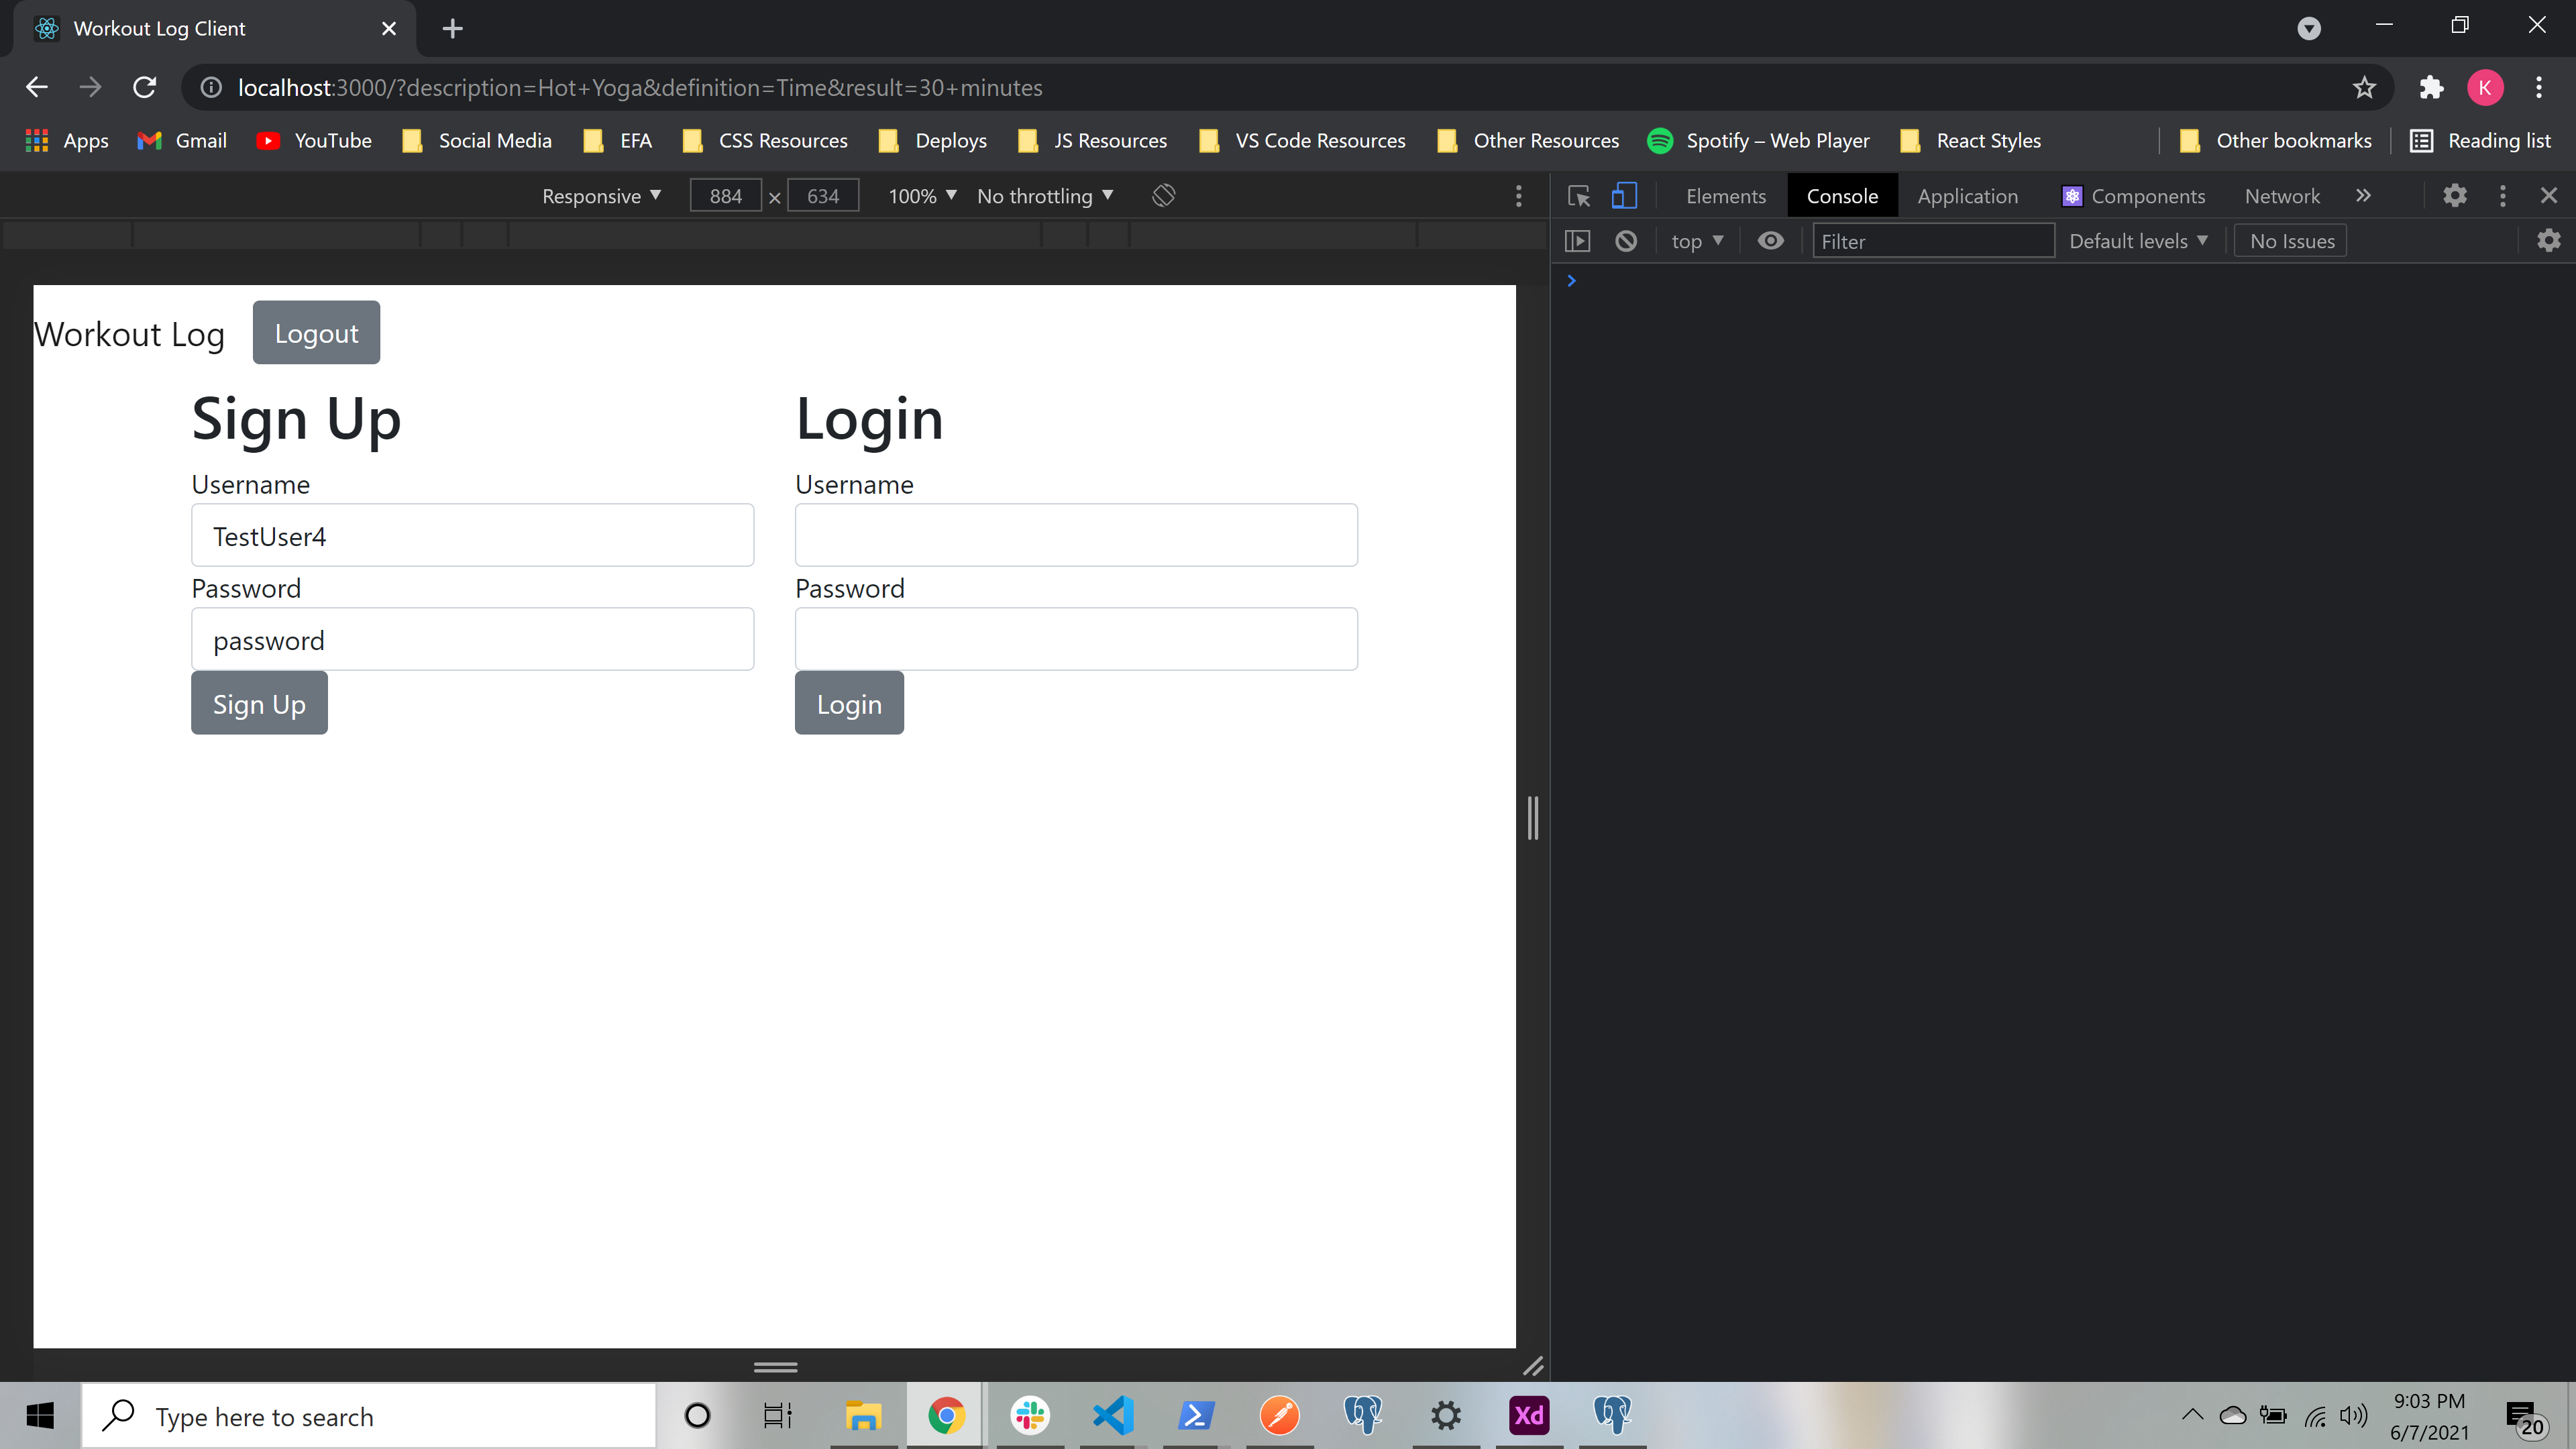 Workout Log Client
localhost:3000/?description=Hot+Yoga&definition=Time&result=30+minutes
K
Apps Gmail YouTube Social Media EFA CSS Resources Deploys JS Resources VS Code Resources Other Resources Spotify – Web Player React Styles Other bookmarks Reading list
Responsive 884 × 634 100% No throttling
Elements Console Application Components Network
top Filter Default levels No Issues
Workout Log Logout
Sign Up
Username
TestUser4
Password
password
Sign Up
Login
Username
Password
Login
Type here to search
Xd
9:03 PM
6/7/2021
20